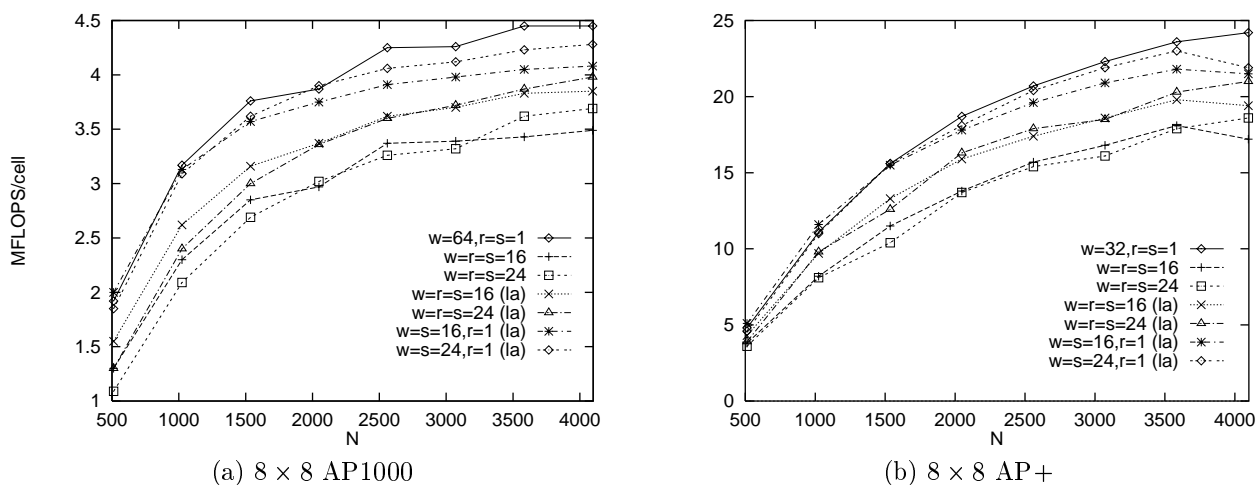 MFLOPS/cell
4.5
4
3.5
3
2.5
2
1.5
1
w=64,r=s=1
w=r=s=16
w=r=s=24
w=r=s=16 (la)
w=r=s=24 (la)
w=s=16,r=1 (la)
w=s=24,r=1 (la)
500 1000 1500 2000 2500 3000 3500 4000
N
(a) 8 × 8 AP1000
25
20
15
10
5
0
w=32,r=s=1
w=r=s=16
w=r=s=24
w=r=s=16 (la)
w=r=s=24 (la)
w=s=16,r=1 (la)
w=s=24,r=1 (la)
500 1000 1500 2000 2500 3000 3500 4000
N
(b) 8 × 8 AP+